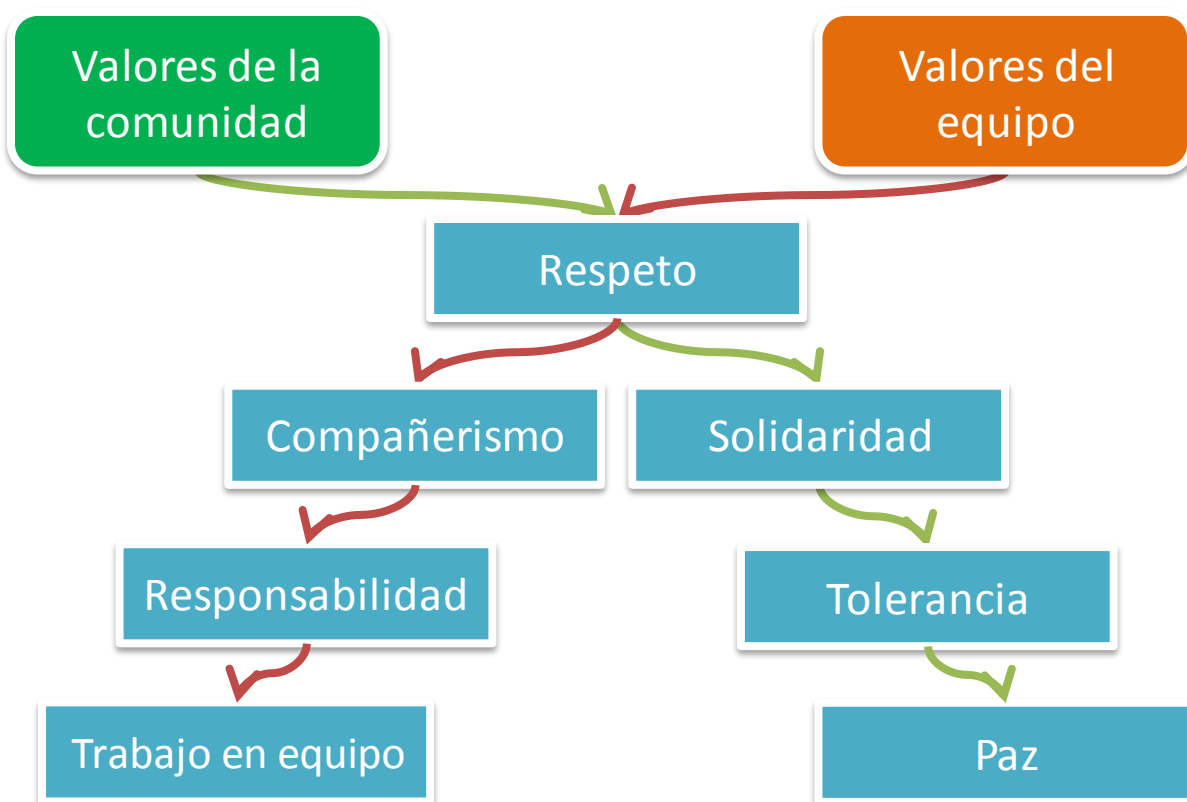 Valores de la
comunidad
Valores del
equipo
Respeto
Compañerismo
Solidaridad
Responsabilidad
Tolerancia
Trabajo en equipo
Paz